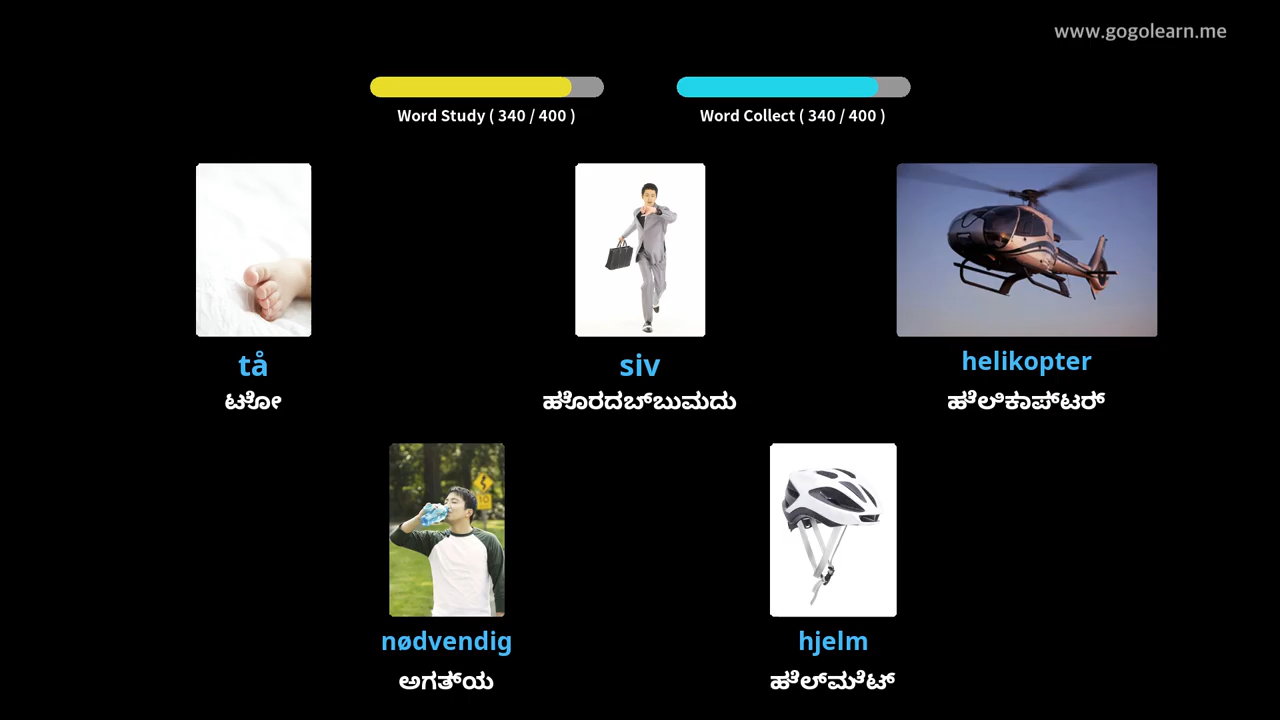 www.gogolearn.me
Word Study ( 340 / 400 )
Word Collect ( 340 / 400 )
tå
ಟೋ
siv
ಹೊರದಬ್ಬುಮದು
helikopter
ಹೆಲಿಕಾಪ್ಟರ್
nødvendig
ಅಗತ್ಯ
hjelm
ಹೆಲ್ಮೆಟ್